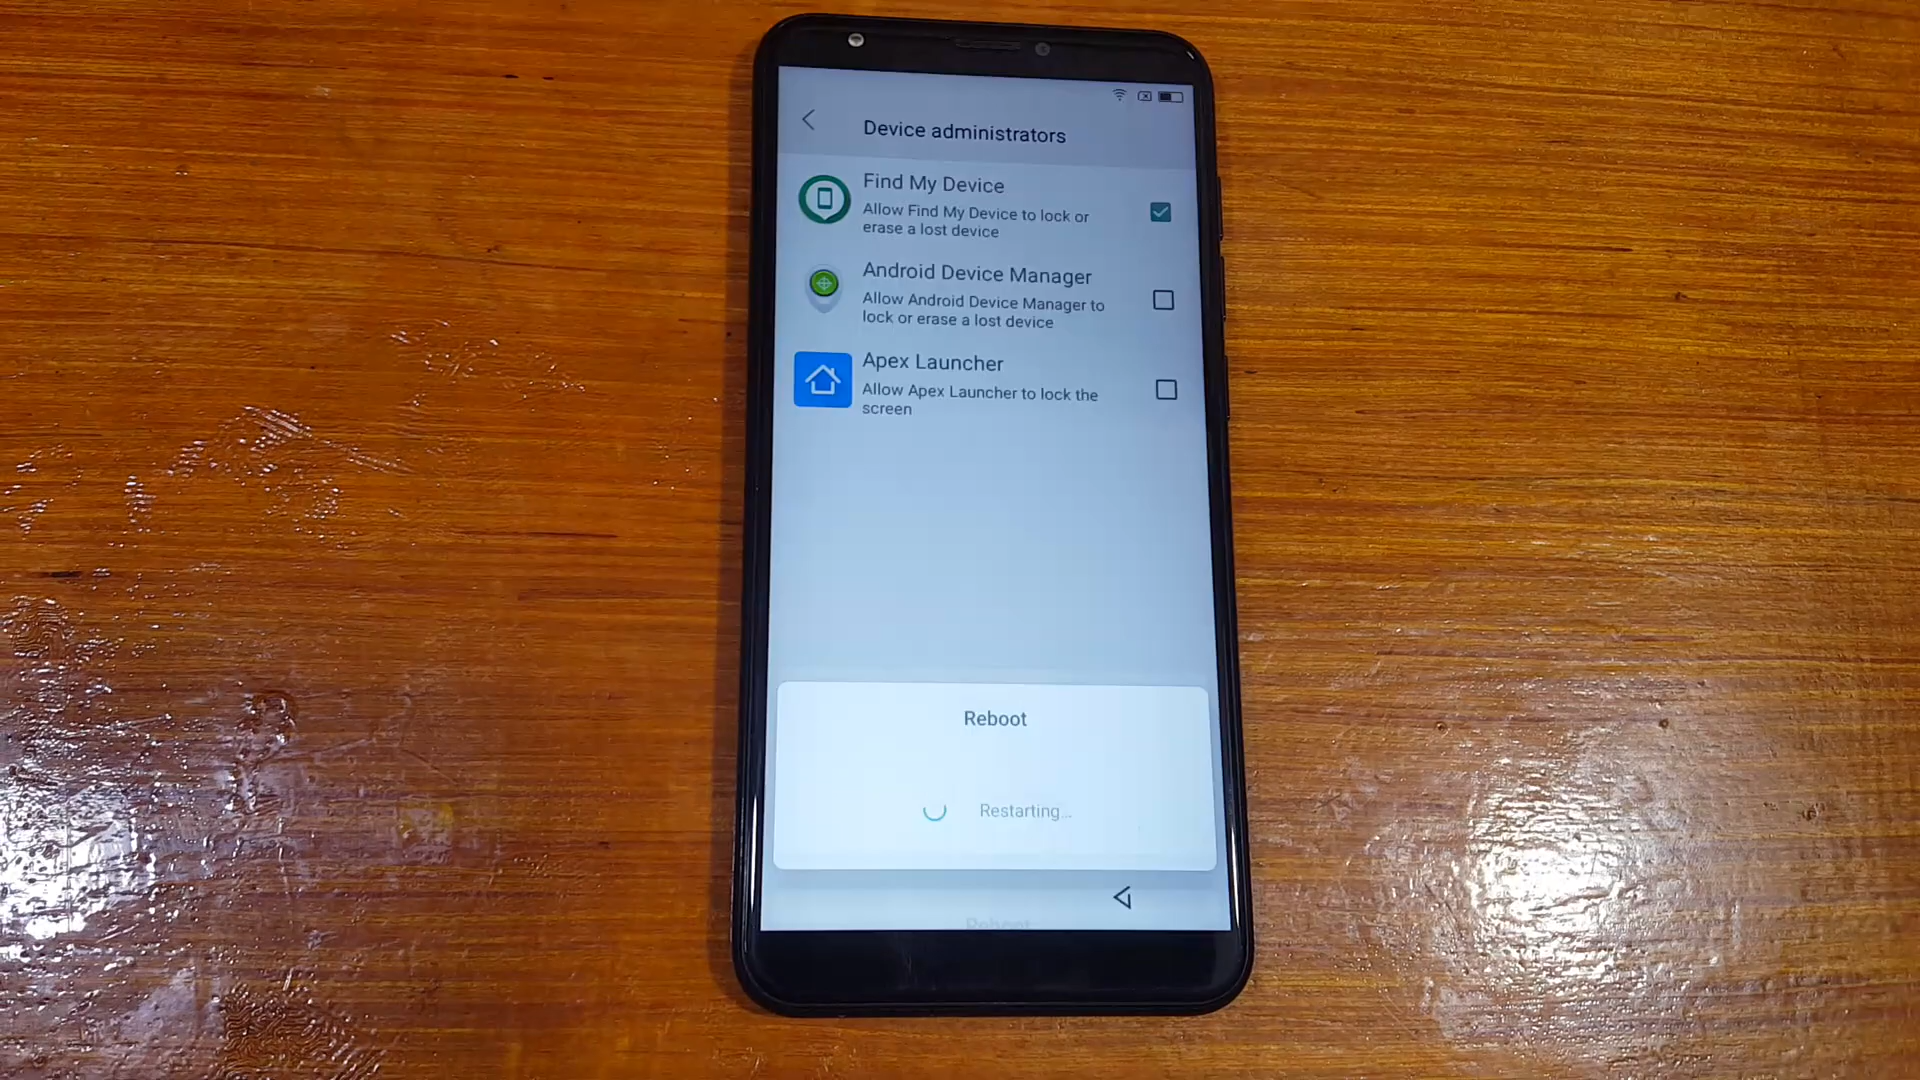 Device administrators
Find My Device
Allow Find My Device to lock or
erase a lost device
Android Device Manager
Allow Android Device Manager to
lock or erase a lost device
Apex Launcher
Allow Apex Launcher to lock the
screen
Reboot
Restarting...
Reboot